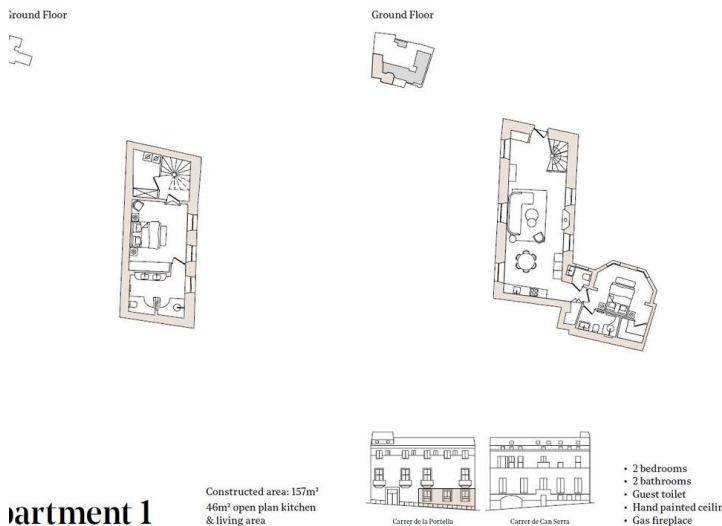 Ground Floor
Ground Floor
partment 1
Constructed area: 157m²
46m² open plan kitchen
& living area
Carrer de la Portella
Carrer de Can Serra
• 2 bedrooms
• 2 bathrooms
• Guest toilet
• Hand painted ceilin
• Gas fireplace